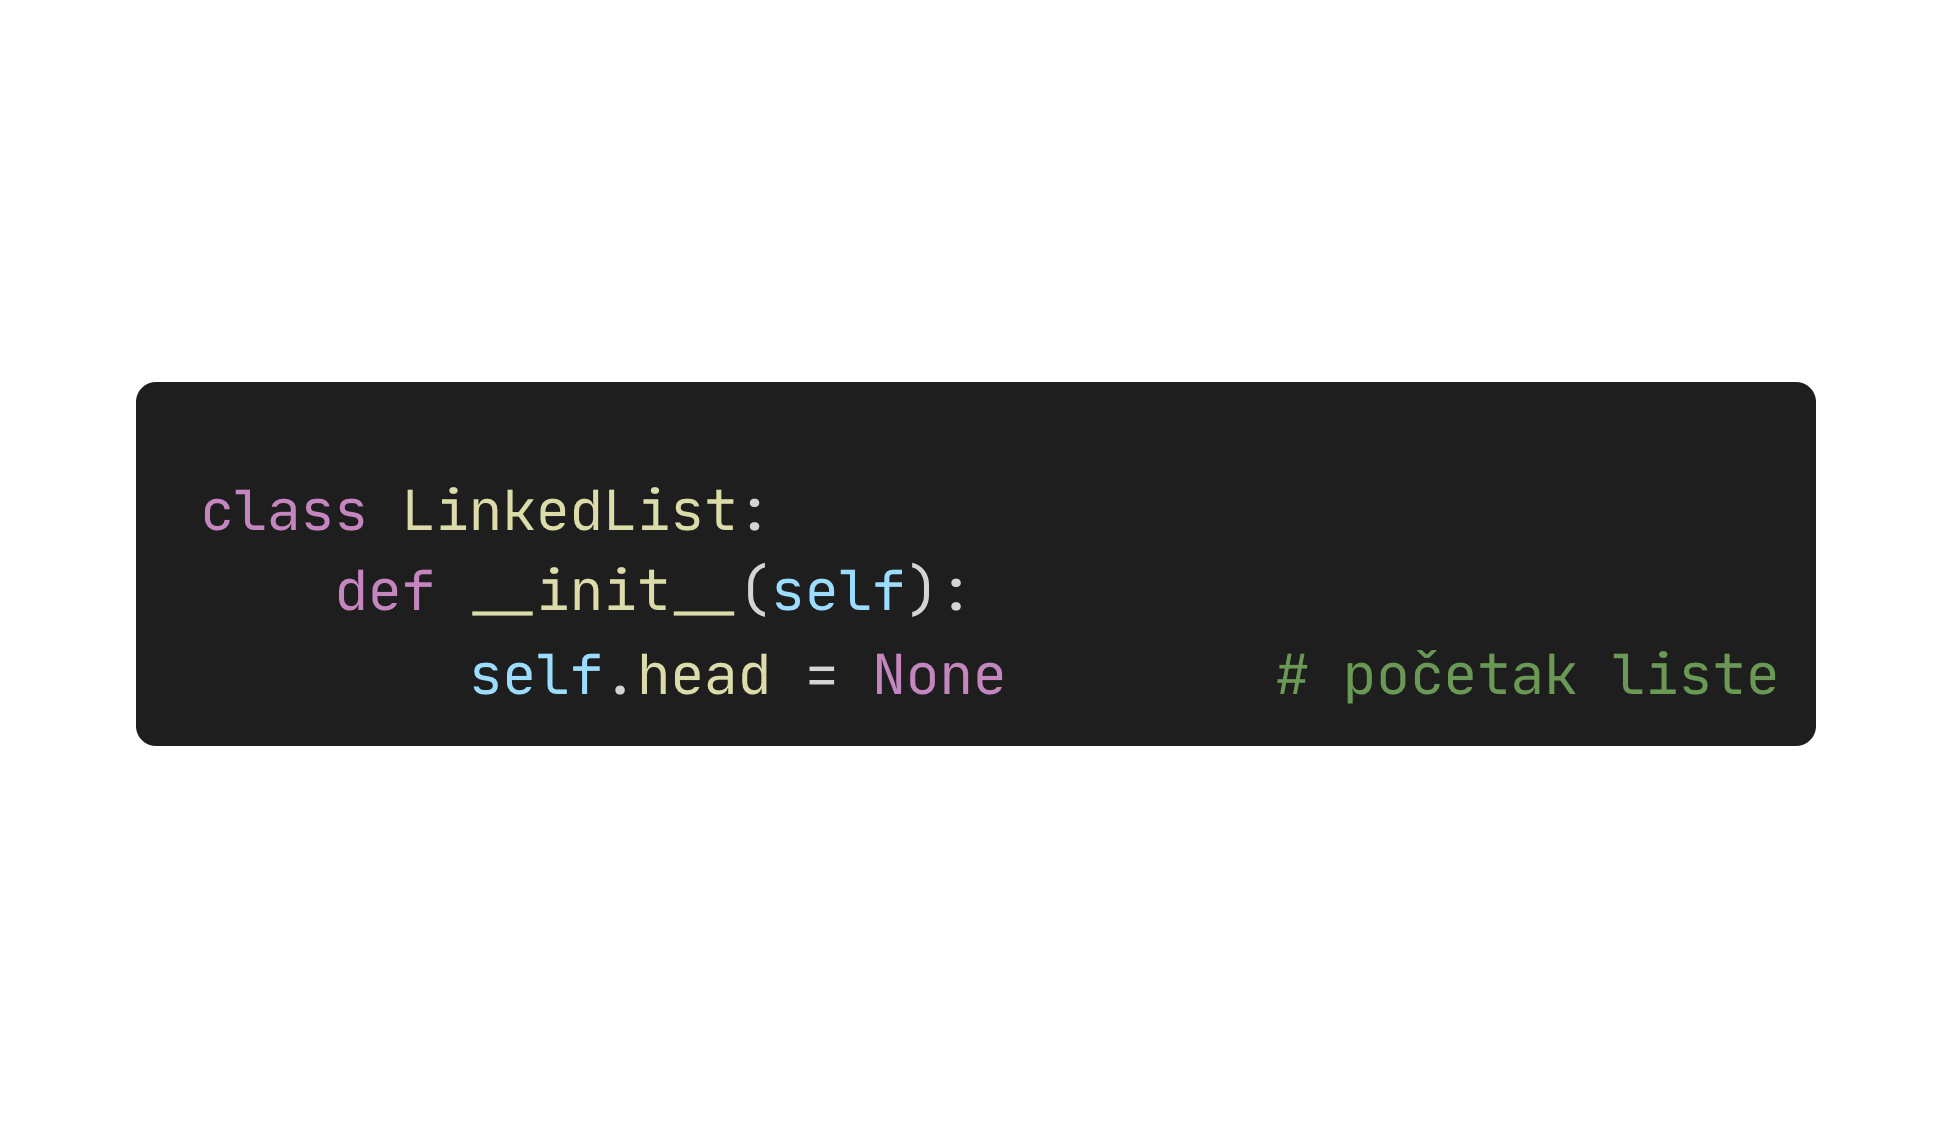 class LinkedList:
    def __init__(self):
        self.head = None        # početak liste